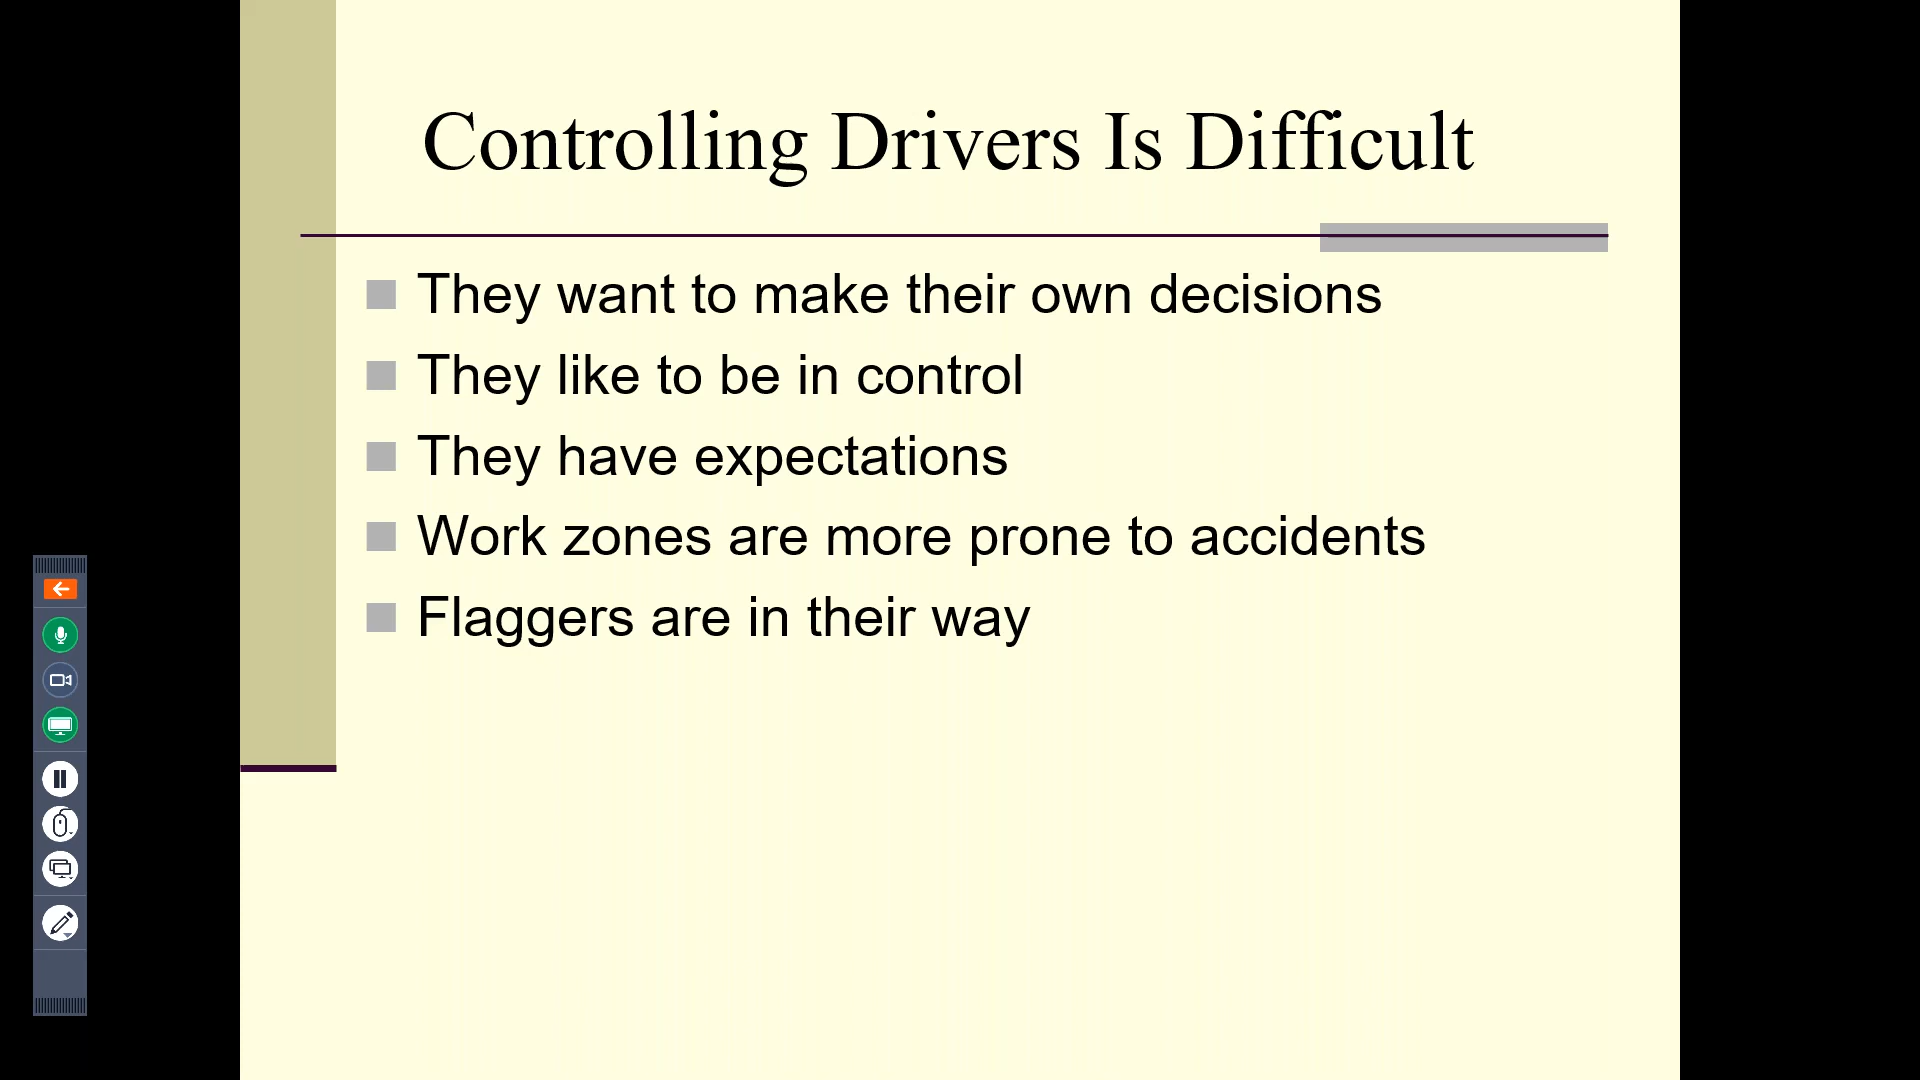 Controlling Drivers Is Difficult
They want to make their own decisions
They like to be in control
They have expectations
Work zones are more prone to accidents
Flaggers are in their way